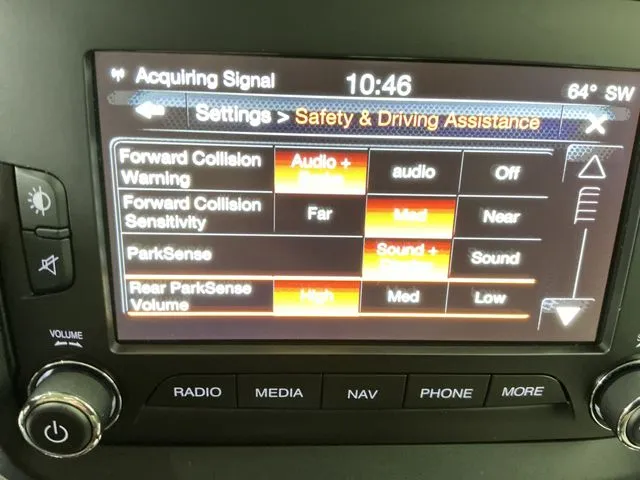 Acquiring Signal 10:46 64° SW
Settings > Safety & Driving Assistance
Forward Collision
Warning
Audio +
audio
Off
Forward Collision
Sensitivity
Far
Med
Near
ParkSense
Sound +
Sound
Rear ParkSense
Volume
High
Med
Low
VOLUME
RADIO MEDIA NAV PHONE MORE